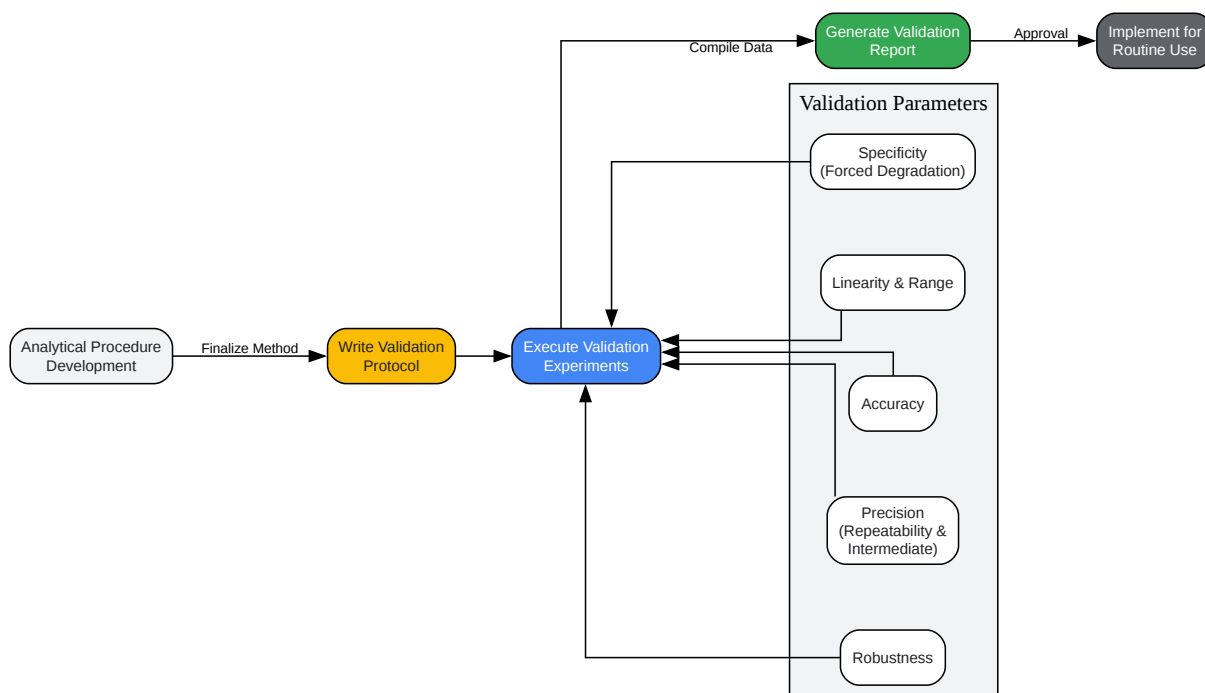 Generate Validation
Report
Compile Data
Approval
Implement for
Routine Use
Validation Parameters
Specificity
(Forced Degradation)
Linearity & Range
Analytical Procedure
Development
Finalize Method
Write Validation
Protocol
Execute Validation
Experiments
Accuracy
Precision
(Repeatability &
Intermediate)
Robustness